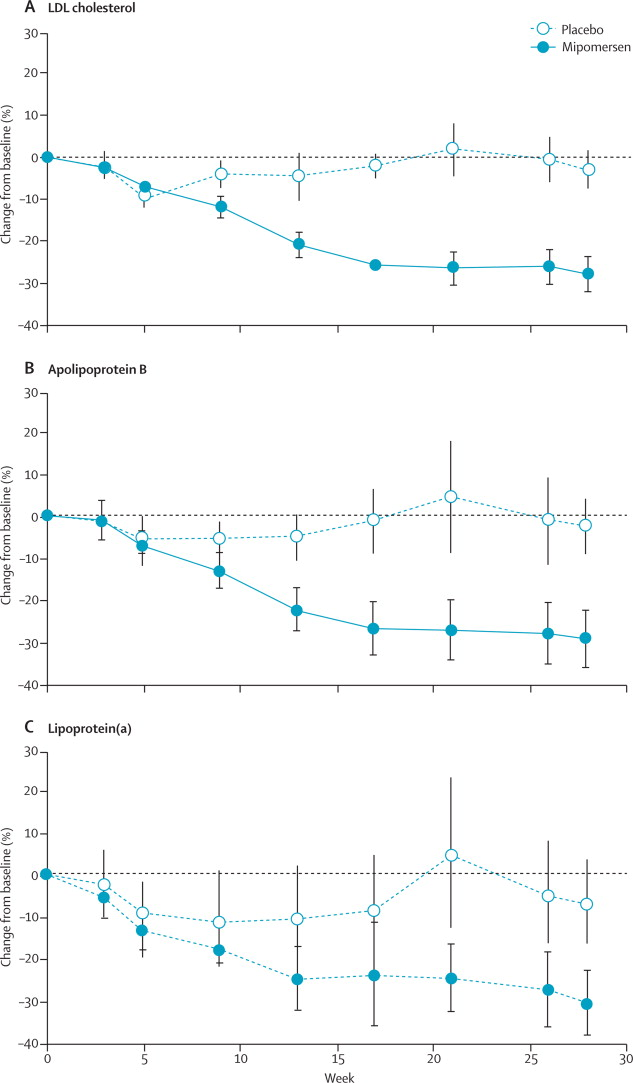 A LDL cholesterol
Placebo
Mipomersen
Change from baseline (%)
30
20
10
0
–10
–20
–30
–40
B Apolipoprotein B
Change from baseline (%)
30
20
10
0
–10
–20
–30
–40
C Lipoprotein(a)
Change from baseline (%)
30
20
10
0
–10
–20
–30
–40
0 5 10 15 20 25 30
Week